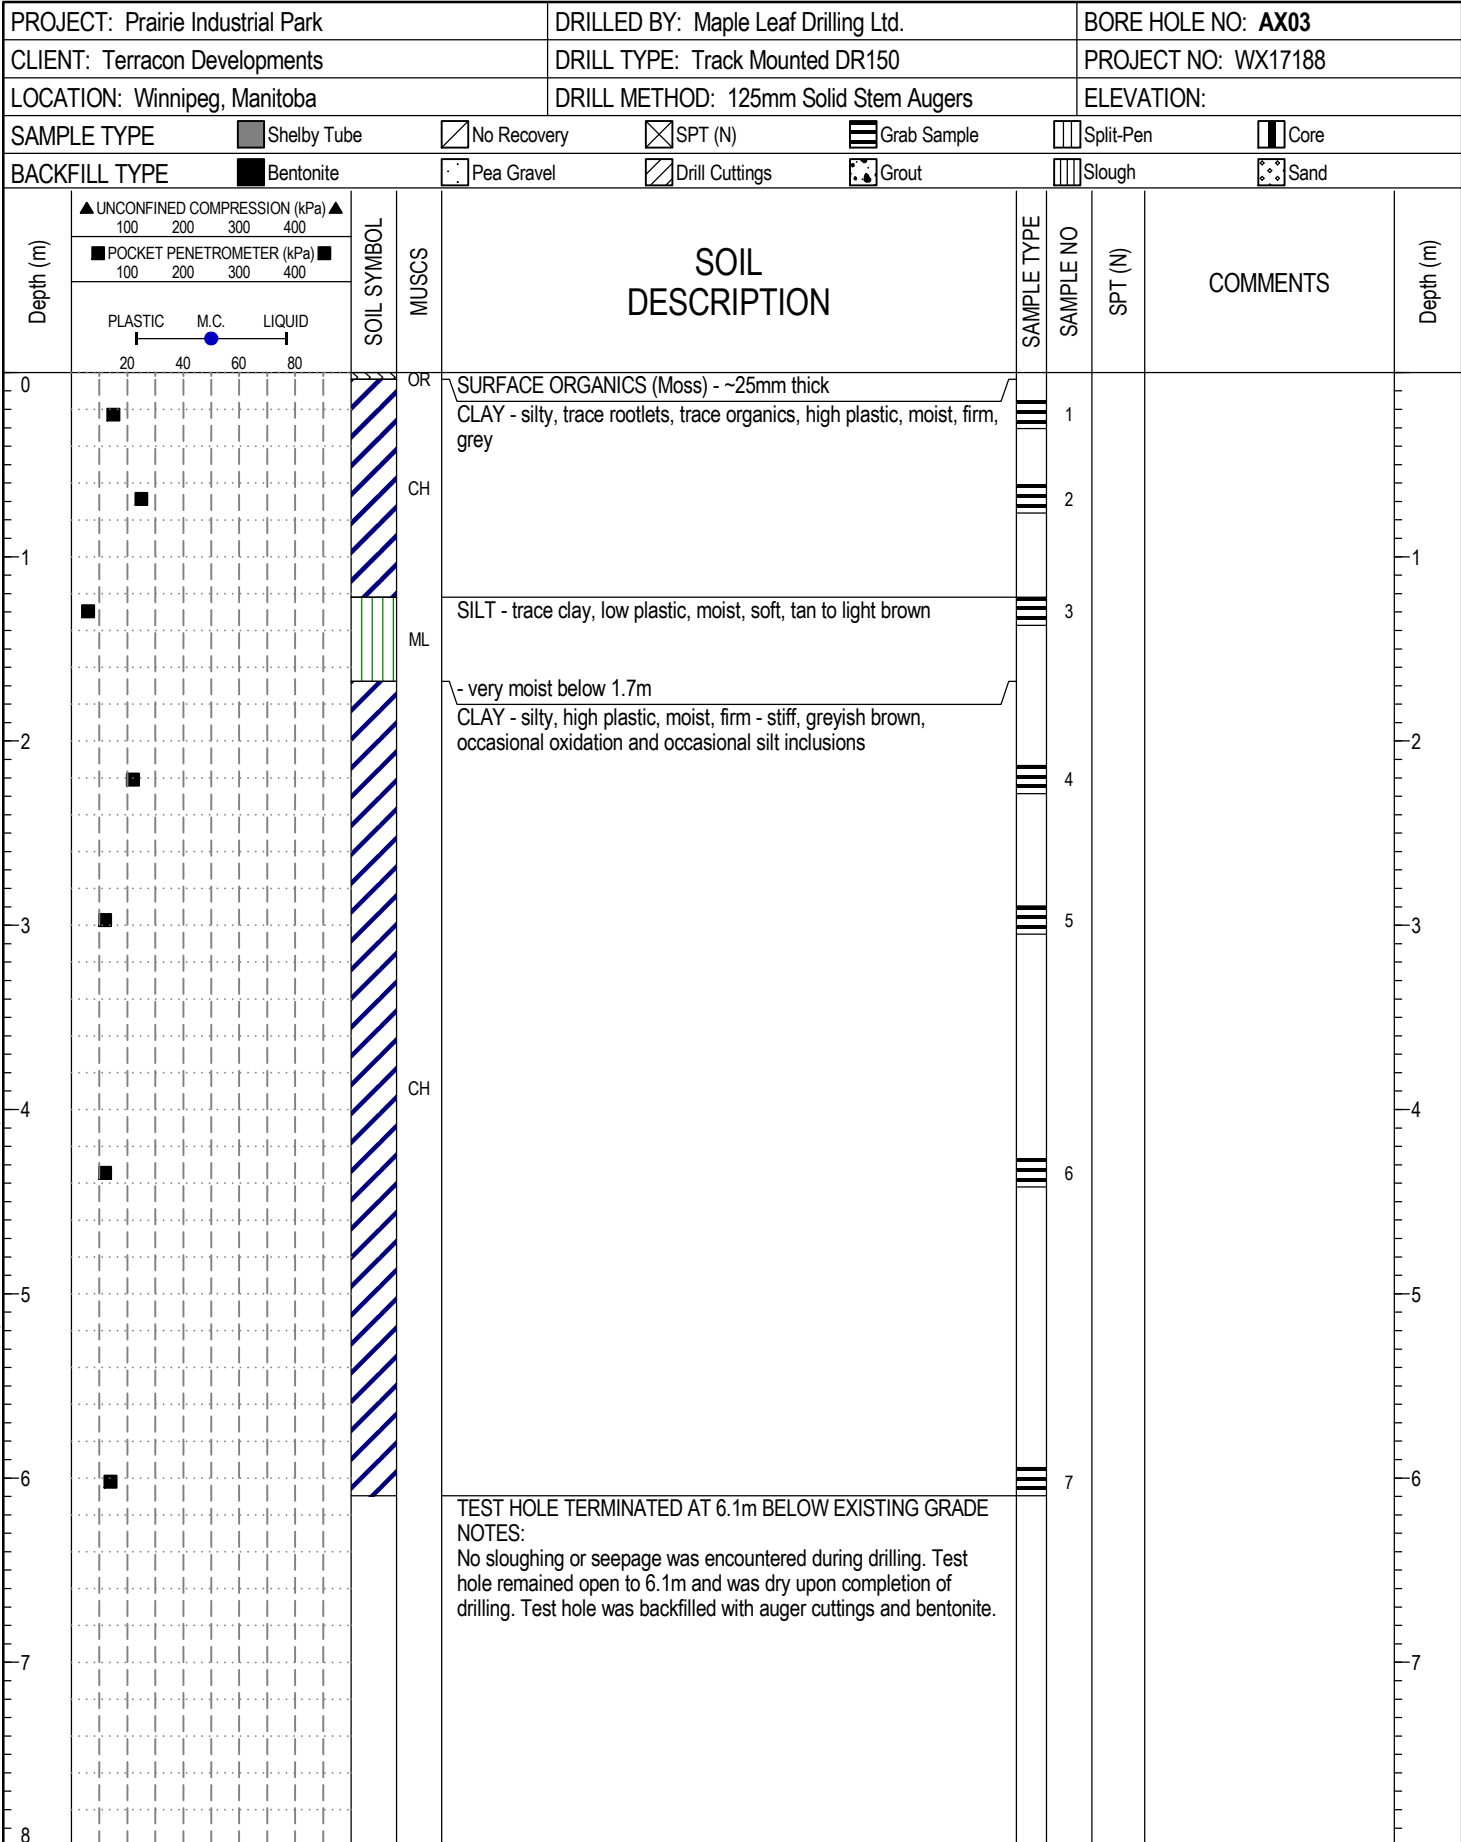 PROJECT: Prairie Industrial Park DRILLED BY: Maple Leaf Drilling Ltd. BORE HOLE NO: AX03
CLIENT: Terracon Developments DRILL TYPE: Track Mounted DR150 PROJECT NO: WX17188
LOCATION: Winnipeg, Manitoba DRILL METHOD: 125mm Solid Stem Augers ELEVATION:
SAMPLE TYPE Shelby Tube No Recovery SPT (N) Grab Sample Split-Pen Core
BACKFILL TYPE Bentonite Pea Gravel Drill Cuttings Grout Slough Sand
Depth (m)
▲ UNCONFINED COMPRESSION (kPa) ▲
100 200 300 400
■ POCKET PENETROMETER (kPa) ■
100 200 300 400
PLASTIC M.C. LIQUID
20 40 60 80
SOIL SYMBOL
MUSCS
SOIL
DESCRIPTION
SAMPLE TYPE
SAMPLE NO
SPT (N)
COMMENTS
Depth (m)
0 OR SURFACE ORGANICS (Moss) - ~25mm thick
CLAY - silty, trace rootlets, trace organics, high plastic, moist, firm, 1
grey
CH 2
1 1
SILT - trace clay, low plastic, moist, soft, tan to light brown 3
ML
- very moist below 1.7m
CLAY - silty, high plastic, moist, firm - stiff, greyish brown,
2 occasional oxidation and occasional silt inclusions 2
4
3 5 3
CH
4 4
6
5 5
6 7 6
TEST HOLE TERMINATED AT 6.1m BELOW EXISTING GRADE
NOTES:
No sloughing or seepage was encountered during drilling. Test
hole remained open to 6.1m and was dry upon completion of
drilling. Test hole was backfilled with auger cuttings and bentonite.
7 7
8